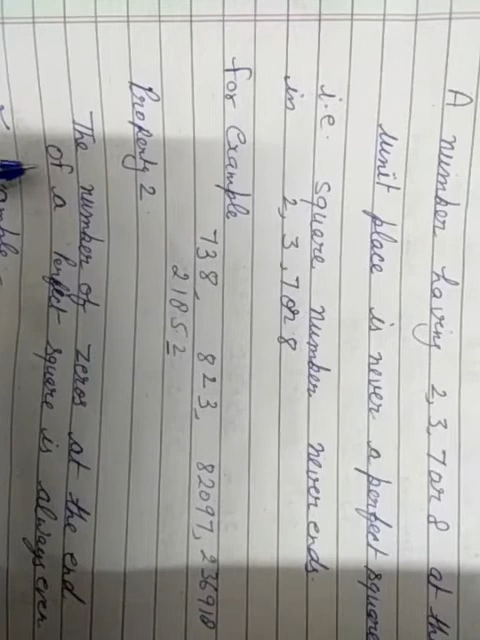 A number having 2, 3, 7 or 8 at th
unit place is never a perfect squar
i.e. square number never ends
in 2, 3, 7 or 8
for example
738, 823, 82097, 236918
21852
Property 2
The number of zeros at the end
of a perfect square is always even